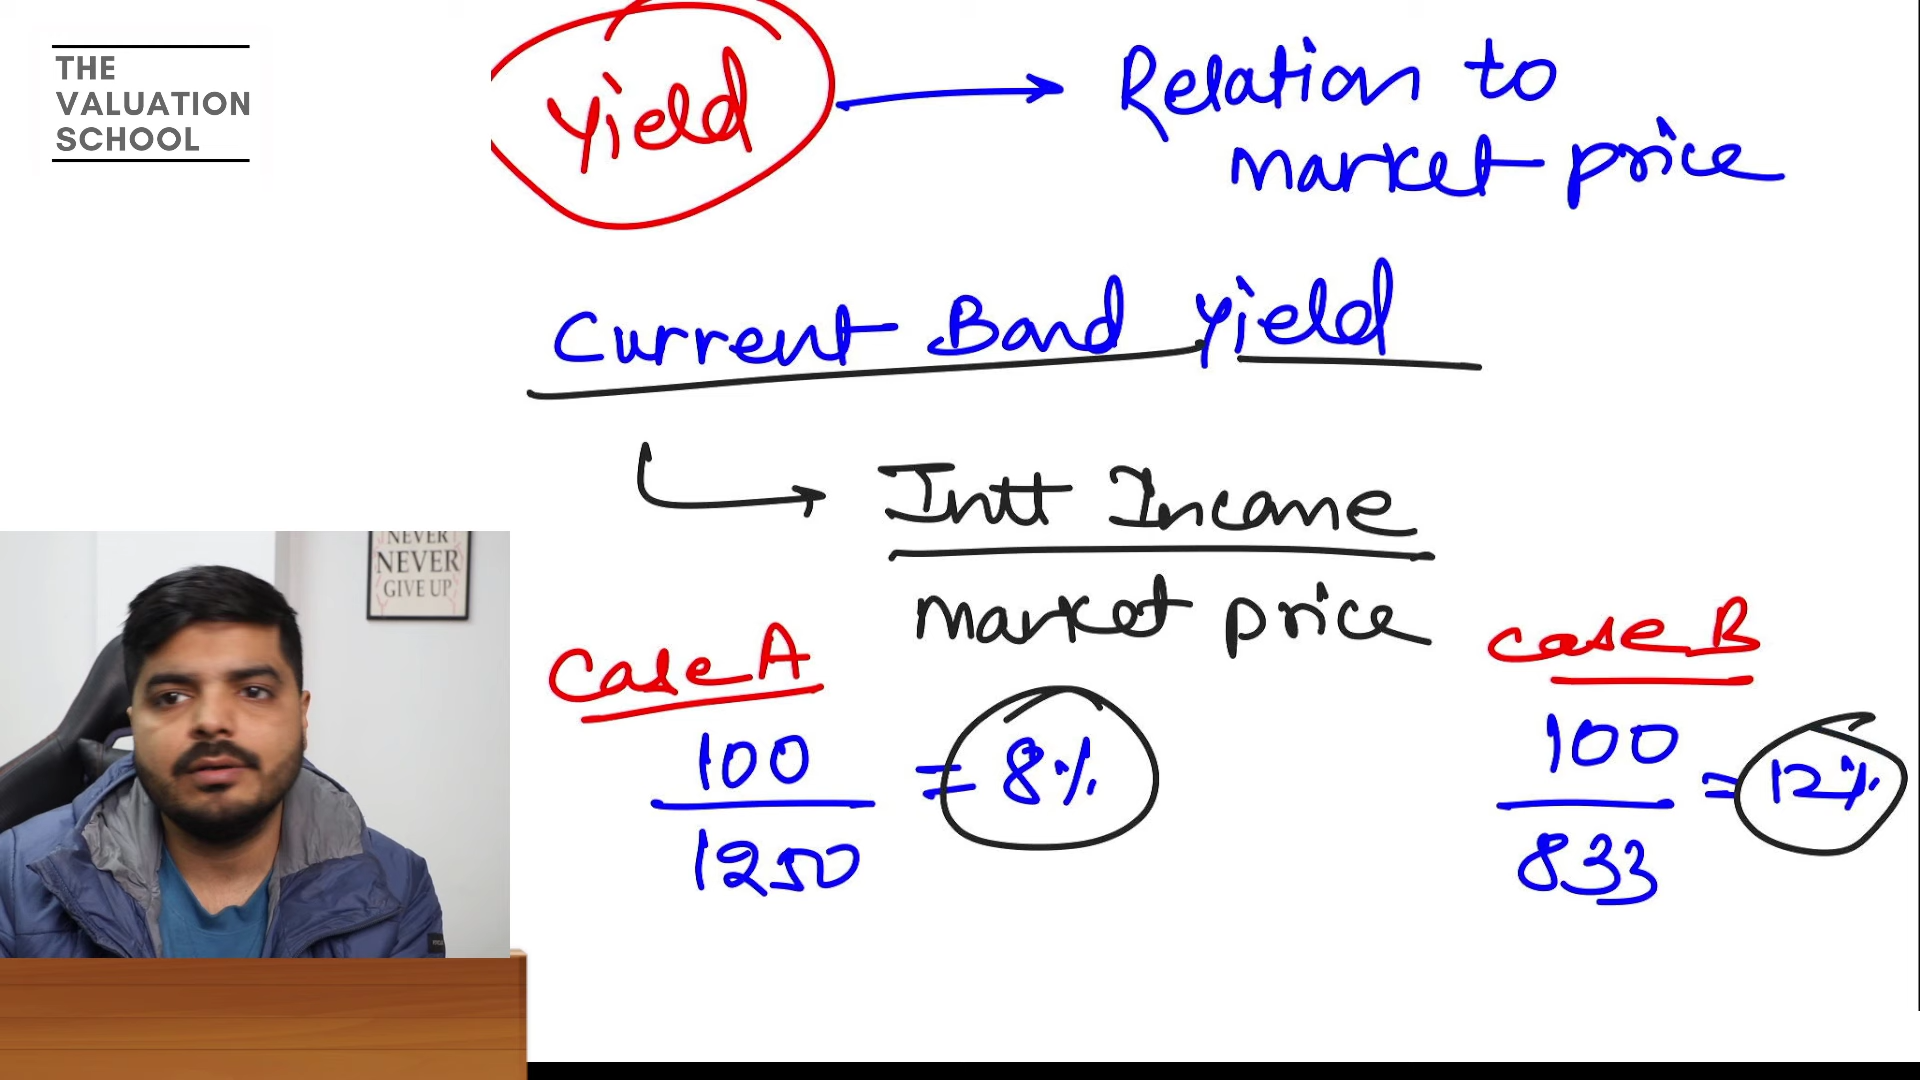 THE
VALUATION
SCHOOL
Yield → Relation to
market price
Current Bond Yield
Intt Income
market price
NEVER
NEVER
GIVE UP
Case A
100
1250
= 8%
Case B
100
833
= 12%